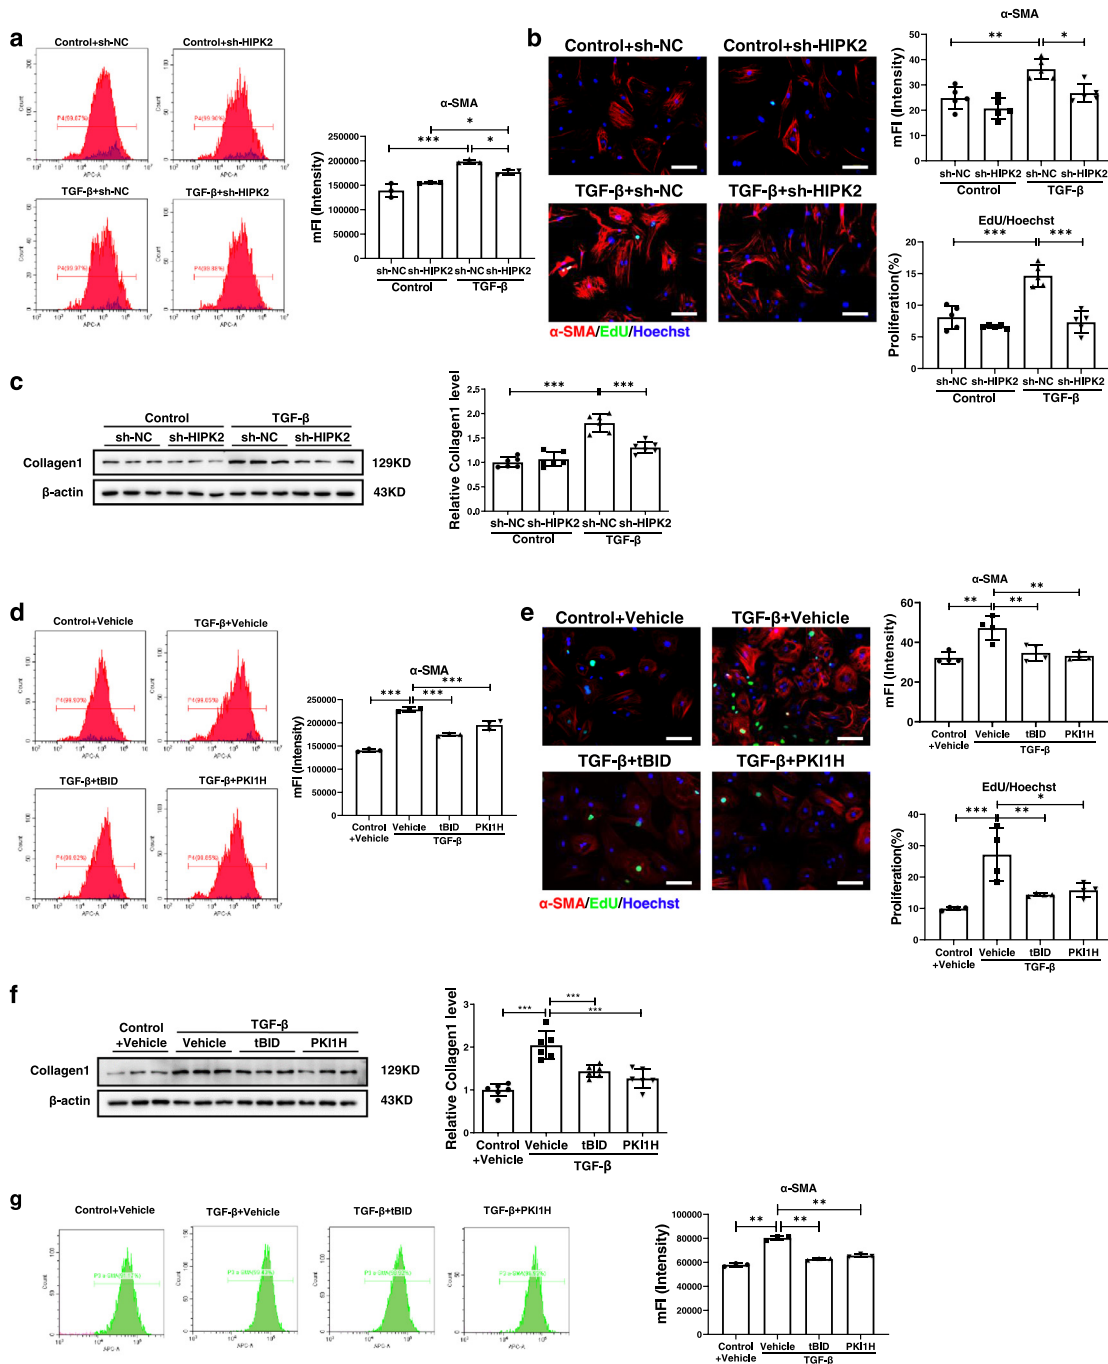 a
Control+sh-NC
Control+sh-HIPK2
TGF-β+sh-NC
TGF-β+sh-HIPK2
Count
APC-A
α-SMA
mFI (Intensity)
250000
200000
150000
100000
50000
0
***
*
*
sh-NC sh-HIPK2 sh-NC sh-HIPK2
Control TGF-β
b
Control+sh-NC
Control+sh-HIPK2
TGF-β+sh-NC
TGF-β+sh-HIPK2
α-SMA/EdU/Hoechst
α-SMA
mFI (Intensity)
50
40
30
20
10
0
** *
sh-NC sh-HIPK2 sh-NC sh-HIPK2
Control TGF-β
EdU/Hoechst
Proliferation(%)
20
15
10
5
0
*** ***
sh-NC sh-HIPK2 sh-NC sh-HIPK2
Control TGF-β
c
Control TGF-β
sh-NC sh-HIPK2 sh-NC sh-HIPK2
Collagen1 129KD
β-actin 43KD
Relative Collagen1 level
2.5
2.0
1.5
1.0
0.5
0.0
*** ***
sh-NC sh-HIPK2 sh-NC sh-HIPK2
Control TGF-β
d
Control+Vehicle
TGF-β+Vehicle
TGF-β+tBID
TGF-β+PKI1H
Count
APC-A
α-SMA
mFI (Intensity)
250000
200000
150000
100000
50000
0
***
*** ***
Control +Vehicle Vehicle tBID PKI1H
TGF-β
e
Control+Vehicle
TGF-β+Vehicle
TGF-β+tBID
TGF-β+PKI1H
α-SMA/EdU/Hoechst
α-SMA
mFI (Intensity)
60
40
20
0
**
** **
Control +Vehicle Vehicle tBID PKI1H
TGF-β
EdU/Hoechst
Proliferation(%)
40
30
20
10
0
*
*** **
Control +Vehicle Vehicle tBID PKI1H
TGF-β
f
Control +Vehicle
TGF-β
Vehicle tBID PKI1H
Collagen1 129KD
β-actin 43KD
Relative Collagen1 level
3
2
1
0
***
*** ***
Control +Vehicle Vehicle tBID PKI1H
TGF-β
g
Control+Vehicle
TGF-β+Vehicle
TGF-β+tBID
TGF-β+PKI1H
Count
α-SMA
mFI (Intensity)
100000
80000
60000
40000
20000
0
**
** **
Control +Vehicle Vehicle tBID PKI1H
TGF-β